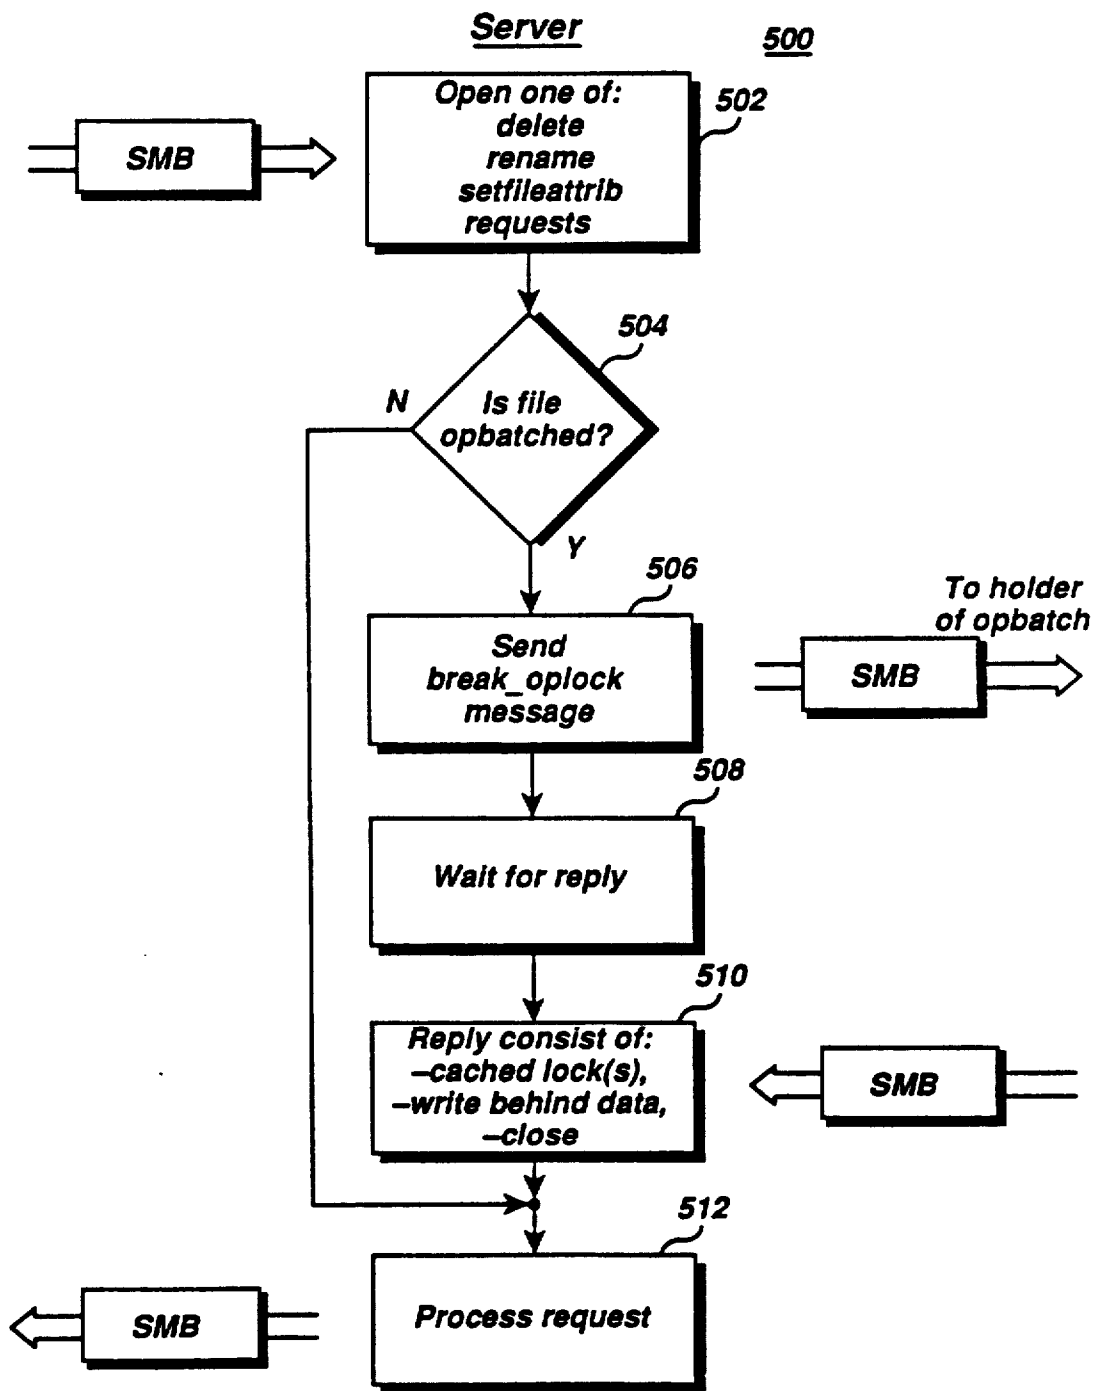 Server
500
Open one of:
delete
rename
setfileattrib
requests
502
SMB
504
Is file
opbatched?
N
Y
506
Send
break_oplock
message
To holder
of opbatch
SMB
508
Wait for reply
510
Reply consist of:
–cached lock(s),
–write behind data,
–close
SMB
512
Process request
SMB